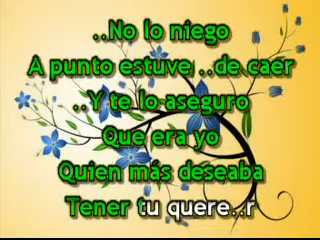 ..No lo niego
A punto estuve ..de caer
..Y te lo aseguro
Que era yo
Quien más deseaba
Tener tu quere..r